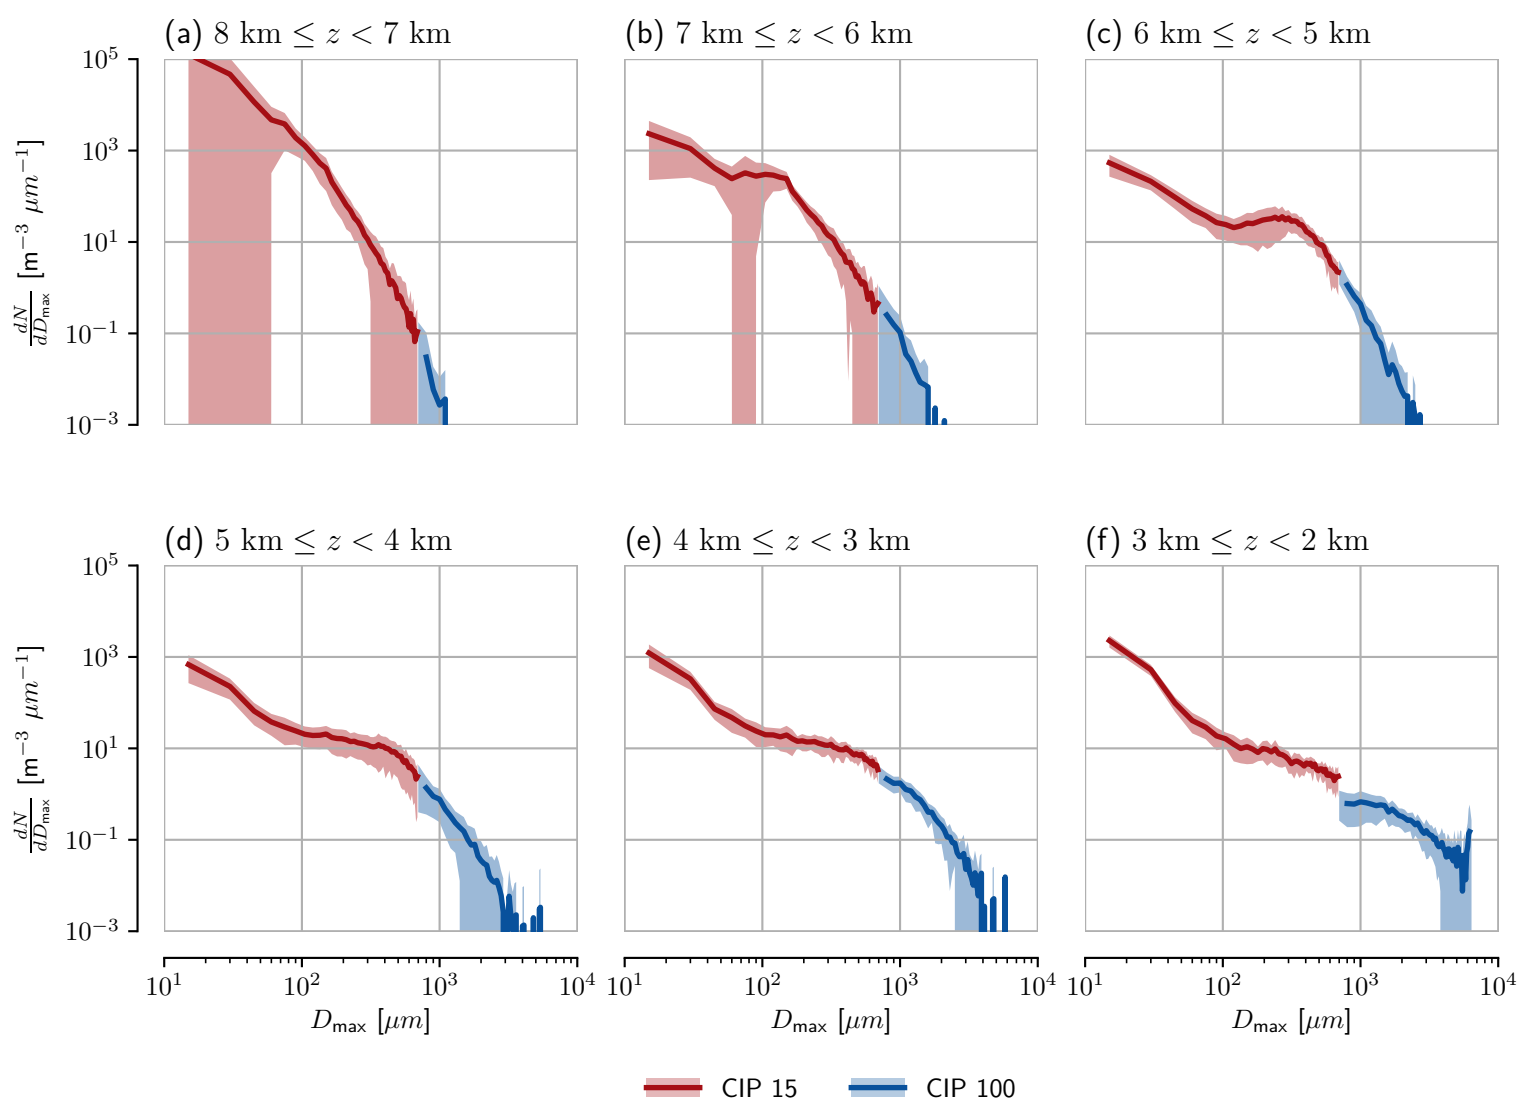 (a) 8 km ≤ z < 7 km
(b) 7 km ≤ z < 6 km
(c) 6 km ≤ z < 5 km
10^5
10^3
10^1
10^−1
10^−3
dN/dD_max [m^−3 μm^−1]
(d) 5 km ≤ z < 4 km
(e) 4 km ≤ z < 3 km
(f) 3 km ≤ z < 2 km
10^5
10^3
10^1
10^−1
10^−3
dN/dD_max [m^−3 μm^−1]
10^1 10^2 10^3 10^4
10^1 10^2 10^3 10^4
10^1 10^2 10^3 10^4
D_max [μm]
D_max [μm]
D_max [μm]
CIP 15
CIP 100